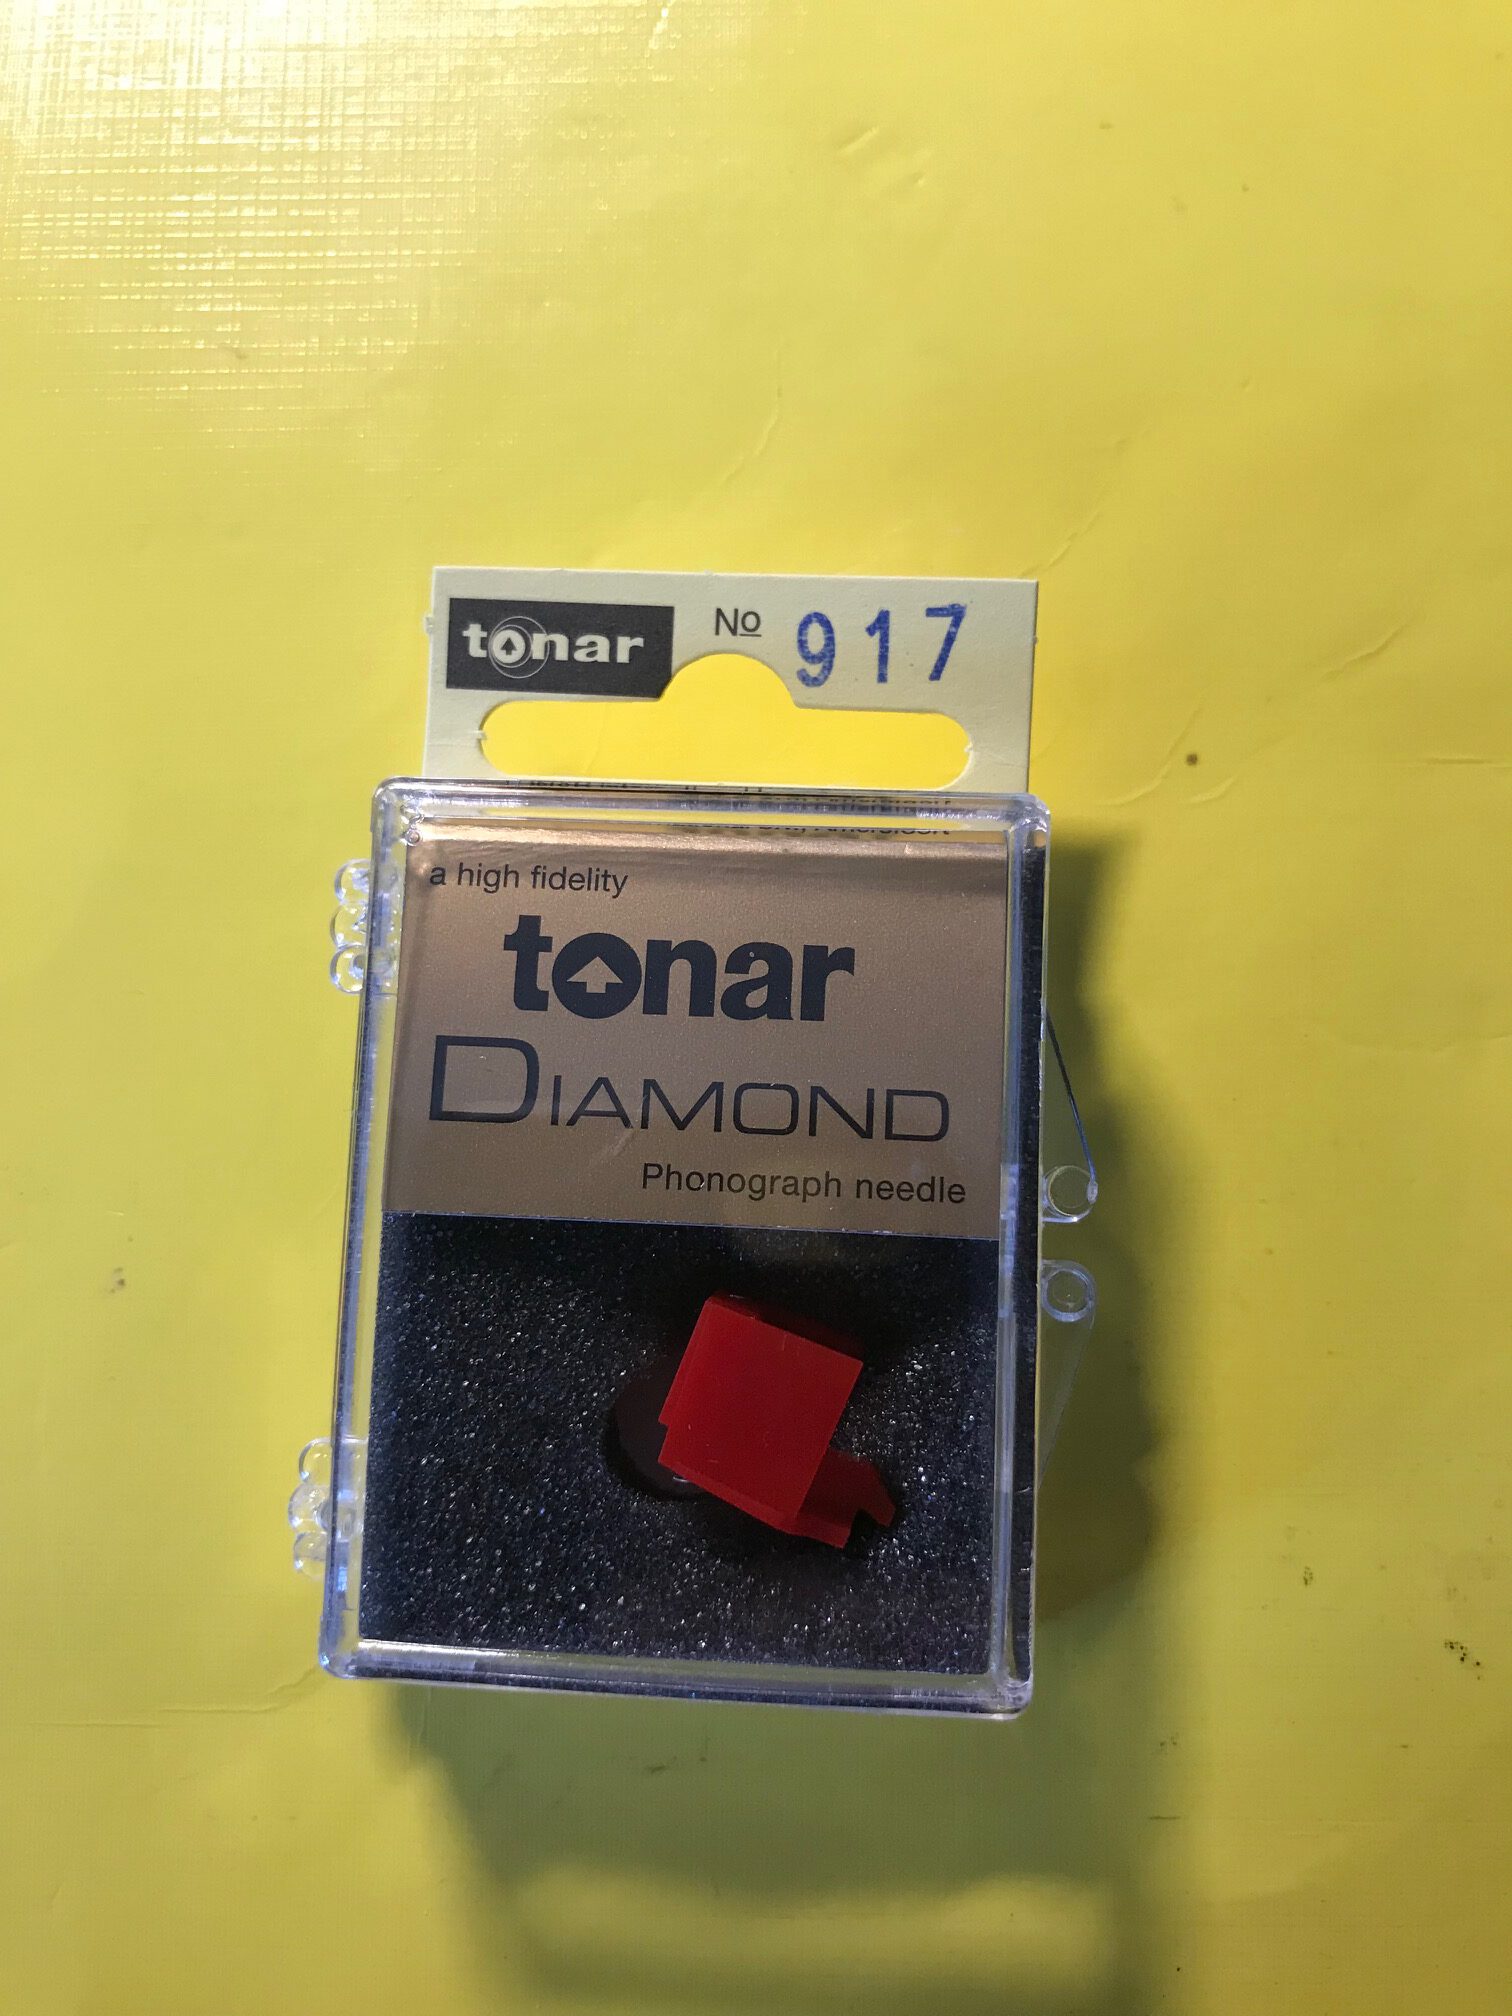 tonar No 917
a high fidelity
tonar
DIAMOND
Phonograph needle